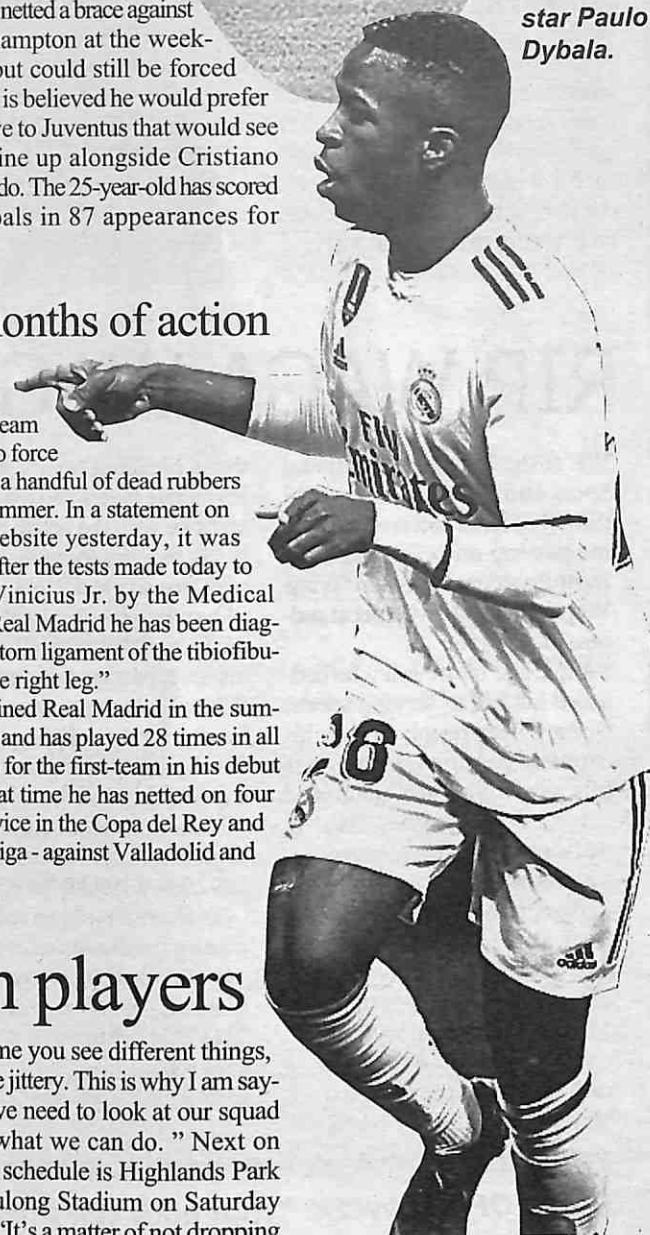 netted a brace against
ampton at the week-
out could still be forced
is believed he would prefer
e to Juventus that would see
ine up alongside Cristiano
do. The 25-year-old has scored
als in 87 appearances for
star Paulo
Dybala.
onths of action
eam
o force
a handful of dead rubbers
mmer. In a statement on
ebsite yesterday, it was
fter the tests made today to
Vinicius Jr. by the Medical
Real Madrid he has been diag-
torn ligament of the tibiofibu-
e right leg.”
ined Real Madrid in the sum-
and has played 28 times in all
for the first-team in his debut
at time he has netted on four
vice in the Copa del Rey and
iga - against Valladolid and
n players
me you see different things,
e jittery. This is why I am say-
ve need to look at our squad
what we can do. ” Next on
schedule is Highlands Park
ulong Stadium on Saturday
"It's a matter of not dropping
Fly
Emirates
adidas